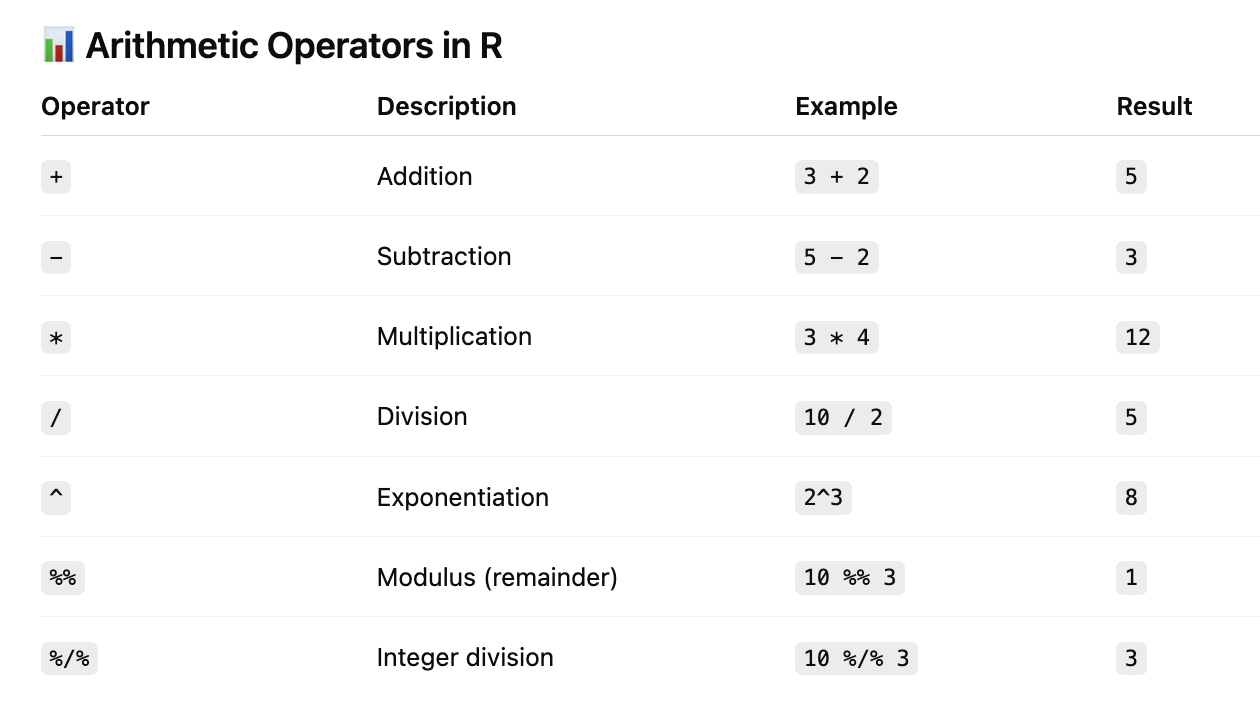 📊 Arithmetic Operators in R
Operator Description Example Result
+ Addition 3 + 2 5
- Subtraction 5 - 2 3
* Multiplication 3 * 4 12
/ Division 10 / 2 5
^ Exponentiation 2^3 8
%% Modulus (remainder) 10 %% 3 1
%/% Integer division 10 %/% 3 3